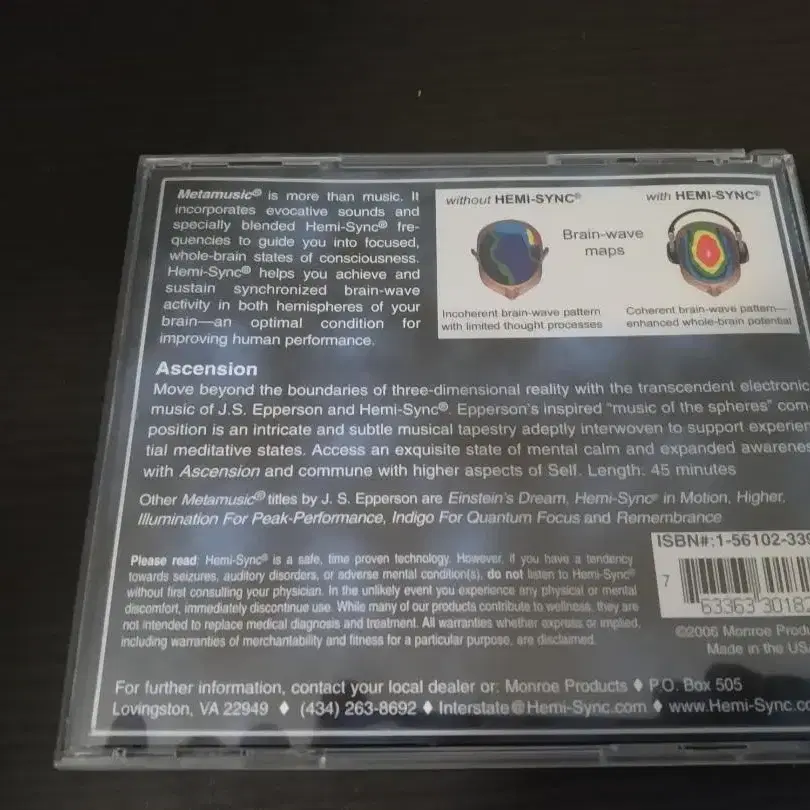 Metamusic® is more than music. It
incorporates evocative sounds and
specially blended Hemi-Sync® fre-
quencies to guide you into focused,
whole-brain states of consciousness.
Hemi-Sync® helps you achieve and
sustain synchronized brain-wave
activity in both hemispheres of your
brain—an optimal condition for
improving human performance.
without HEMI-SYNC®
with HEMI-SYNC®
Brain-wave
maps
Incoherent brain-wave pattern
with limited thought processes
Coherent brain-wave pattern—
enhanced whole-brain potential
Ascension
Move beyond the boundaries of three-dimensional reality with the transcendent electronic
music of J.S. Epperson and Hemi-Sync®. Epperson's inspired "music of the spheres" com
position is an intricate and subtle musical tapestry adeptly interwoven to support experien
tial meditative states. Access an exquisite state of mental calm and expanded awarenes
with Ascension and commune with higher aspects of Self. Length: 45 minutes
Other Metamusic® titles by J. S. Epperson are Einstein's Dream, Hemi-Sync® in Motion, Higher,
Illumination For Peak-Performance, Indigo For Quantum Focus and Remembrance
Please read: Hemi-Sync® is a safe, time proven technology. However, if you have a tendency
towards seizures, auditory disorders, or adverse mental condition(s), do not listen to Hemi-Sync®
without first consulting your physician. In the unlikely event you experience any physical or mental
discomfort, immediately discontinue use. While many of our products contribute to wellness, they are
not intended to replace medical diagnosis and treatment. All warranties whether express or implied,
including warranties of merchantability and fitness for a particular purpose, are disclaimed.
ISBN#:1-56102-339
7 63363 3018
©2006 Monroe Produ
Made in the US
For further information, contact your local dealer or: Monroe Products ♦ P.O. Box 505
Lovingston, VA 22949 ♦ (434) 263-8692 ♦ Interstate@Hemi-Sync.com ♦ www.Hemi-Sync.co